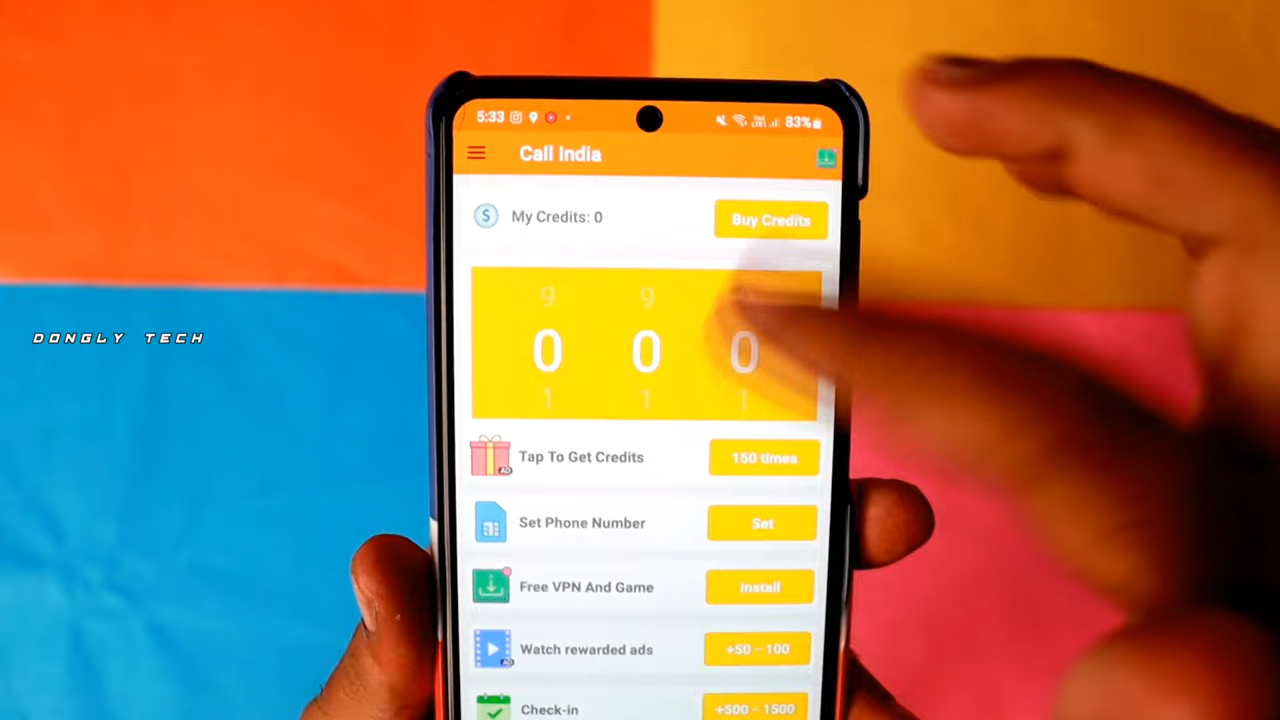 5:33 83%
Call India
My Credits: 0 Buy Credits
9 9
0 0 0
1 1 1
Tap To Get Credits 150 times
AD
Set Phone Number Set
Free VPN And Game Install
Watch rewarded ads +50 - 100
AD
Check-in +500 - 1500
DONGLY TECH